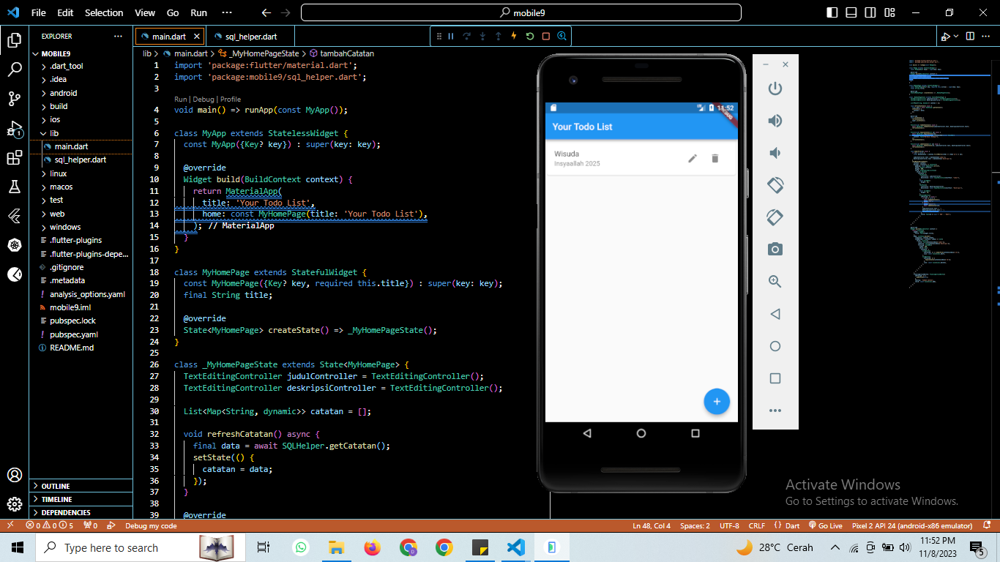 File Edit Selection View Go Run ··· mobile9
EXPLORER ···
MOBILE9
.dart_tool
.idea
android
build
ios
lib
main.dart
sql_helper.dart
linux
macos
test
web
windows
.flutter-plugins
.flutter-plugins-depe...
.gitignore
.metadata
analysis_options.yaml
mobile9.iml
pubspec.lock
pubspec.yaml
README.md
OUTLINE
TIMELINE
DEPENDENCIES
1
main.dart sql_helper.dart
lib > main.dart > _MyHomePageState > tambahCatatan
1 import 'package:flutter/material.dart';
2 import 'package:mobile9/sql_helper.dart';
3
Run | Debug | Profile
4 void main() => runApp(const MyApp());
5
6 class MyApp extends StatelessWidget {
7 const MyApp({Key? key}) : super(key: key);
8
9 @override
10 Widget build(BuildContext context) {
11 return MaterialApp(
12 title: 'Your Todo List',
13 home: const MyHomePage(title: 'Your Todo List'),
14 ); // MaterialApp
15 }
16 }
17
18 class MyHomePage extends StatefulWidget {
19 const MyHomePage({Key? key, required this.title}) : super(key: key);
20 final String title;
21
22 @override
23 State<MyHomePage> createState() => _MyHomePageState();
24 }
25
26 class _MyHomePageState extends State<MyHomePage> {
27 TextEditingController judulController = TextEditingController();
28 TextEditingController deskripsiController = TextEditingController();
29
30 List<Map<String, dynamic>> catatan = [];
31
32 void refreshCatatan() async {
33 final data = await SQLHelper.getCatatan();
34 setState(() {
35 catatan = data;
36 });
37 }
38
39 @override
11:52
Your Todo List
Wisuda
Insyaallah 2025
Activate Windows
Go to Settings to activate Windows.
0 0 5 0 Debug my code Ln 48, Col 4 Spaces: 2 UTF-8 CRLF {} Dart Go Live Pixel 2 API 24 (android-x86 emulator)
Type here to search 28°C Cerah 11:52 PM
11/8/2023 5